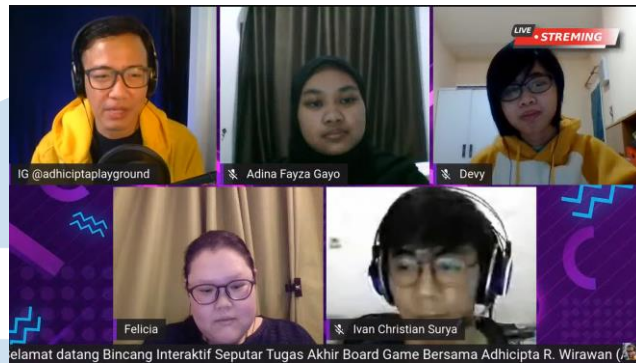 LIVE
• STREMING
IG @adhiciptaplayground
Adina Fayza Gayo
Devy
Felicia
Ivan Christian Surya
elamat datang Bincang Interaktif Seputar Tugas Akhir Board Game Bersama Adhicipta R. Wirawan (